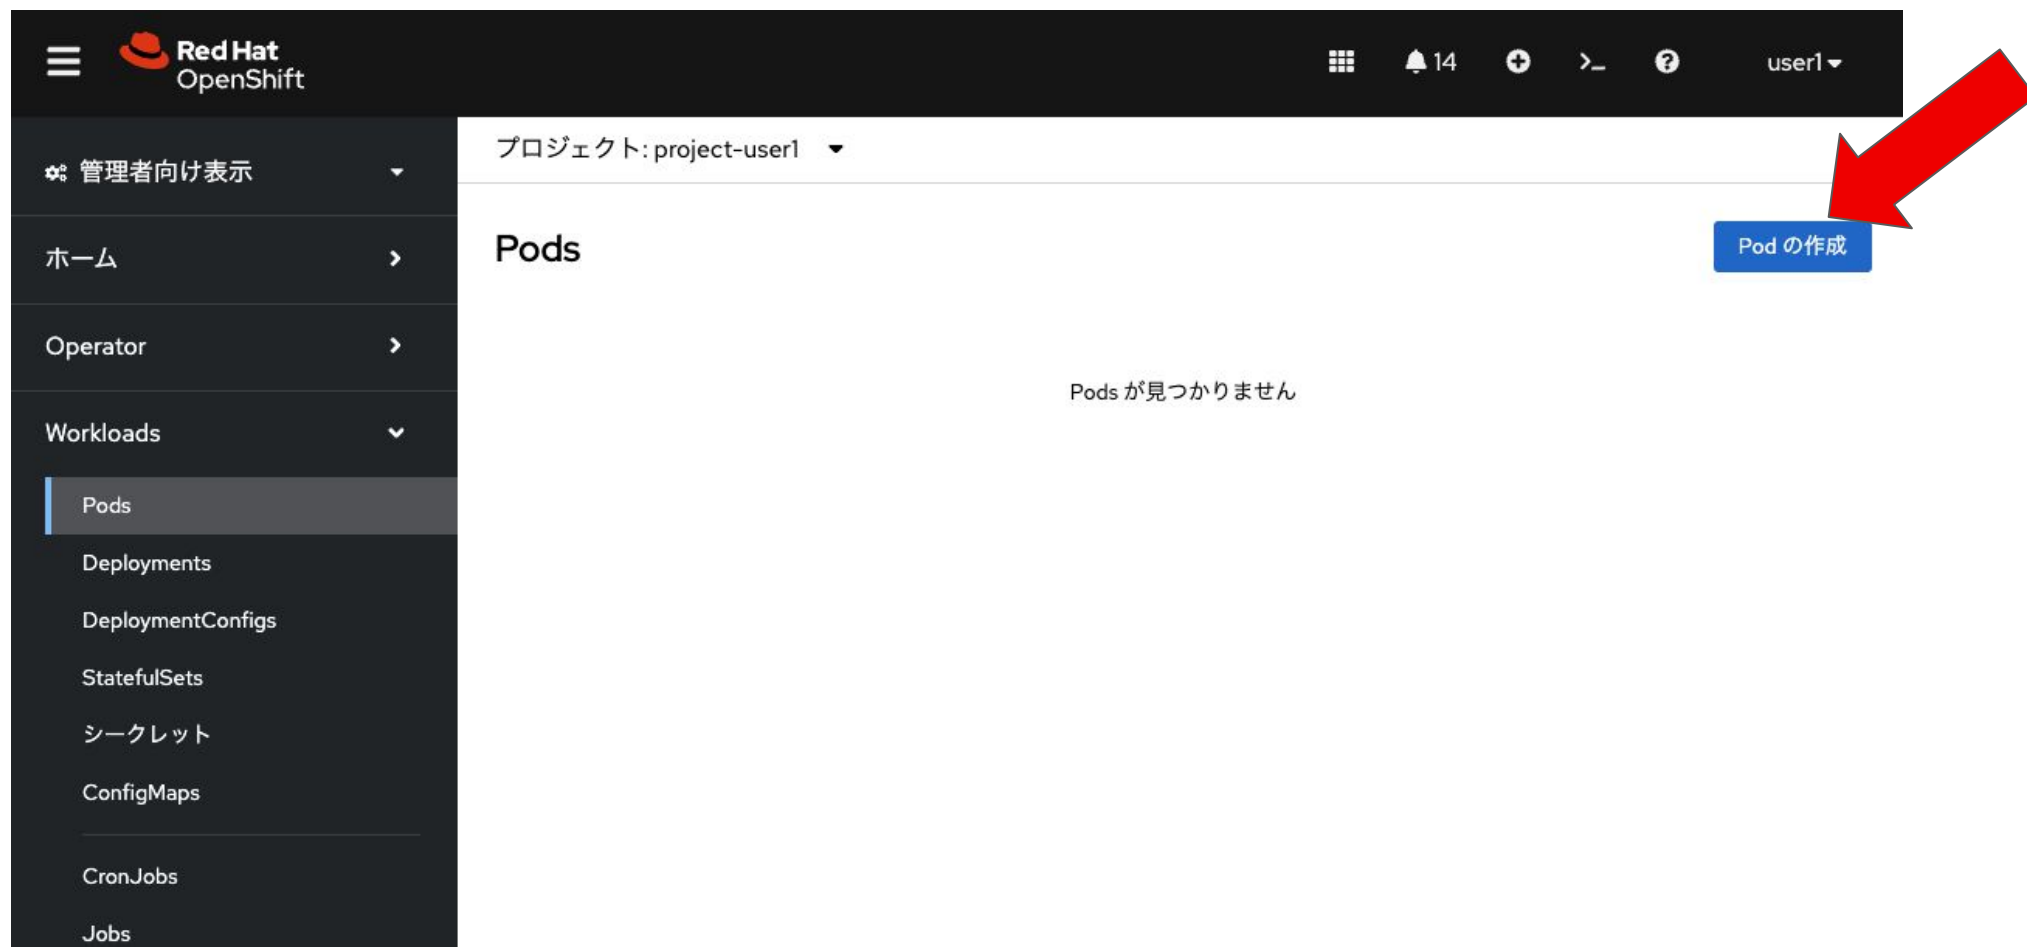 Red Hat
OpenShift
14
user1
管理者向け表示
プロジェクト: project-user1
ホーム
Pods
Pod の作成
Operator
Pods が見つかりません
Workloads
Pods
Deployments
DeploymentConfigs
StatefulSets
シークレット
ConfigMaps
CronJobs
Jobs